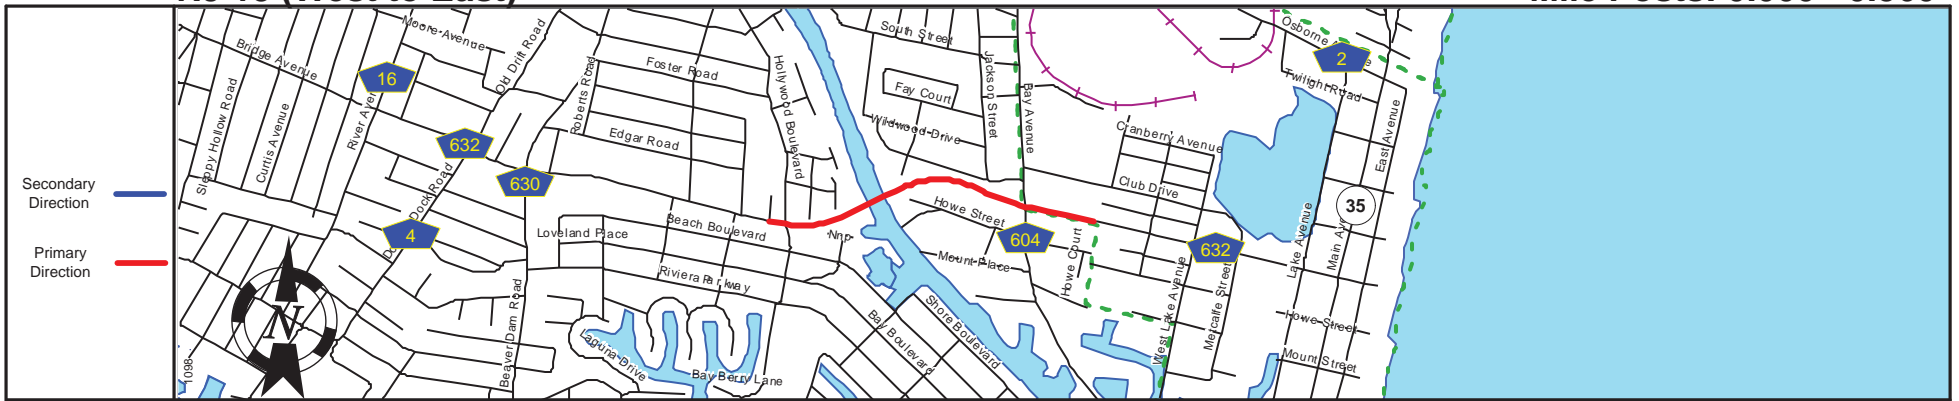 Secondary
Direction
Primary
Direction
Moore Avenue
Bridge Avenue
16
Old Drift Road
Sleepy Hollow Road
Curtis Avenue
River Ave
632
Roberts Road
Foster Road
Edgar Road
630
Dock Road
4
Loveland Place
Beach Boulevard
Riviera Parkway
Beaver Dam Road
Laguna Drive
Bay Berry Lane
Hollywood Boulevard
South Street
Fay Court
Wildwood Drive
Jackson Street
Bay Avenue
Howe Street
604
Mount Place
Howe Court
Bay Boulevard
Shore Boulevard
Cranberry Avenue
Club Drive
632
West Lake Avenue
Metcalfe Street
Osborne
2
Twilight Road
East Avenue
35
Lake Avenue
Main Av
Howe Street
Mount Street
N
1098